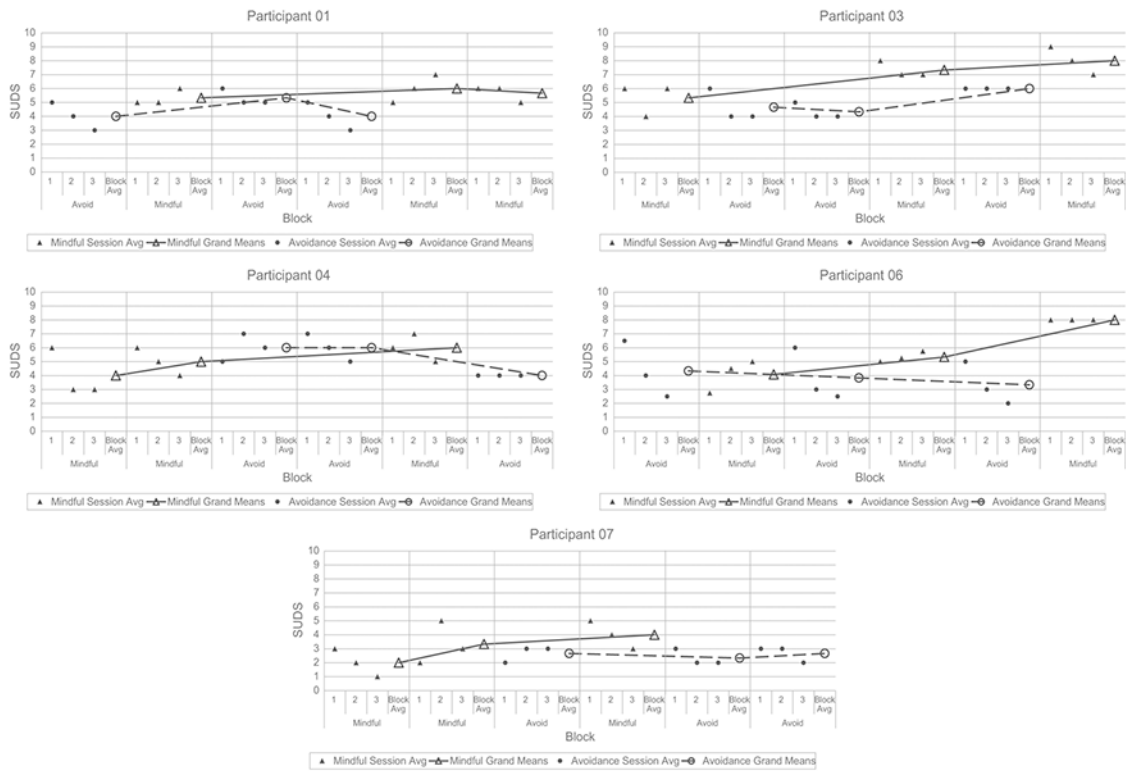 Participant 01
10
9
8
7
6
5
4
3
2
1
0
SUDS
1 2 3 Block Avg 1 2 3 Block Avg 1 2 3 Block Avg 1 2 3 Block Avg 1 2 3 Block Avg 1 2 3 Block Avg
Avoid Mindful Avoid Avoid Mindful Mindful
Block
Mindful Session Avg Mindful Grand Means Avoidance Session Avg Avoidance Grand Means
Participant 03
10
9
8
7
6
5
4
3
2
1
0
SUDS
1 2 3 Block Avg 1 2 3 Block Avg 1 2 3 Block Avg 1 2 3 Block Avg 1 2 3 Block Avg 1 2 3 Block Avg
Mindful Avoid Avoid Mindful Avoid Mindful
Block
Mindful Session Avg Mindful Grand Means Avoidance Session Avg Avoidance Grand Means
Participant 04
10
9
8
7
6
5
4
3
2
1
0
SUDS
1 2 3 Block Avg 1 2 3 Block Avg 1 2 3 Block Avg 1 2 3 Block Avg 1 2 3 Block Avg 1 2 3 Block Avg
Mindful Mindful Avoid Avoid Mindful Avoid
Block
Mindful Session Avg Mindful Grand Means Avoidance Session Avg Avoidance Grand Means
Participant 06
10
9
8
7
6
5
4
3
2
1
0
SUDS
1 2 3 Block Avg 1 2 3 Block Avg 1 2 3 Block Avg 1 2 3 Block Avg 1 2 3 Block Avg 1 2 3 Block Avg
Avoid Mindful Avoid Mindful Avoid Mindful
Block
Mindful Session Avg Mindful Grand Means Avoidance Session Avg Avoidance Grand Means
Participant 07
10
9
8
7
6
5
4
3
2
1
0
SUDS
1 2 3 Block Avg 1 2 3 Block Avg 1 2 3 Block Avg 1 2 3 Block Avg 1 2 3 Block Avg 1 2 3 Block Avg
Mindful Mindful Avoid Mindful Avoid Avoid
Block
Mindful Session Avg Mindful Grand Means Avoidance Session Avg Avoidance Grand Means